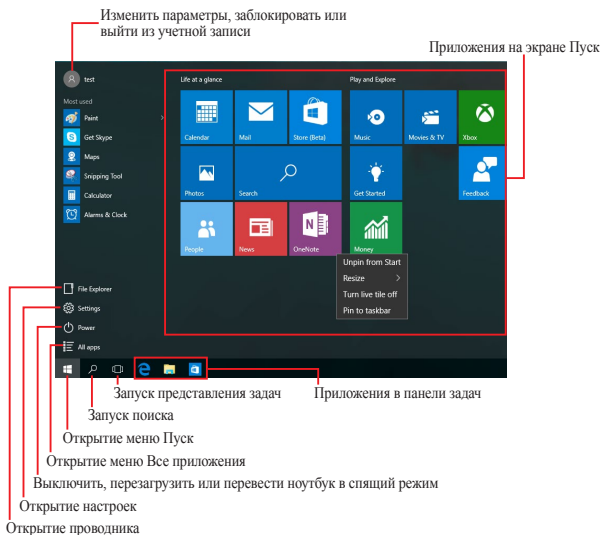 Изменить параметры, заблокировать или
выйти из учетной записи
Приложения на экране Пуск
test
Most used
Paint
Get Skype
Maps
Snipping Tool
Calculator
Alarms & Clock
File Explorer
Settings
Power
All apps
Life at a glance
Play and Explore
Calendar
Mail
Store (Beta)
Music
Movies & TV
Xbox
Photos
Search
Get Started
Feedback
People
News
OneNote
Money
Unpin from Start
Resize
Turn live tile off
Pin to taskbar
Запуск представления задач
Приложения в панели задач
Запуск поиска
Открытие меню Пуск
Открытие меню Все приложения
Выключить, перезагрузить или перевести ноутбук в спящий режим
Открытие настроек
Открытие проводника